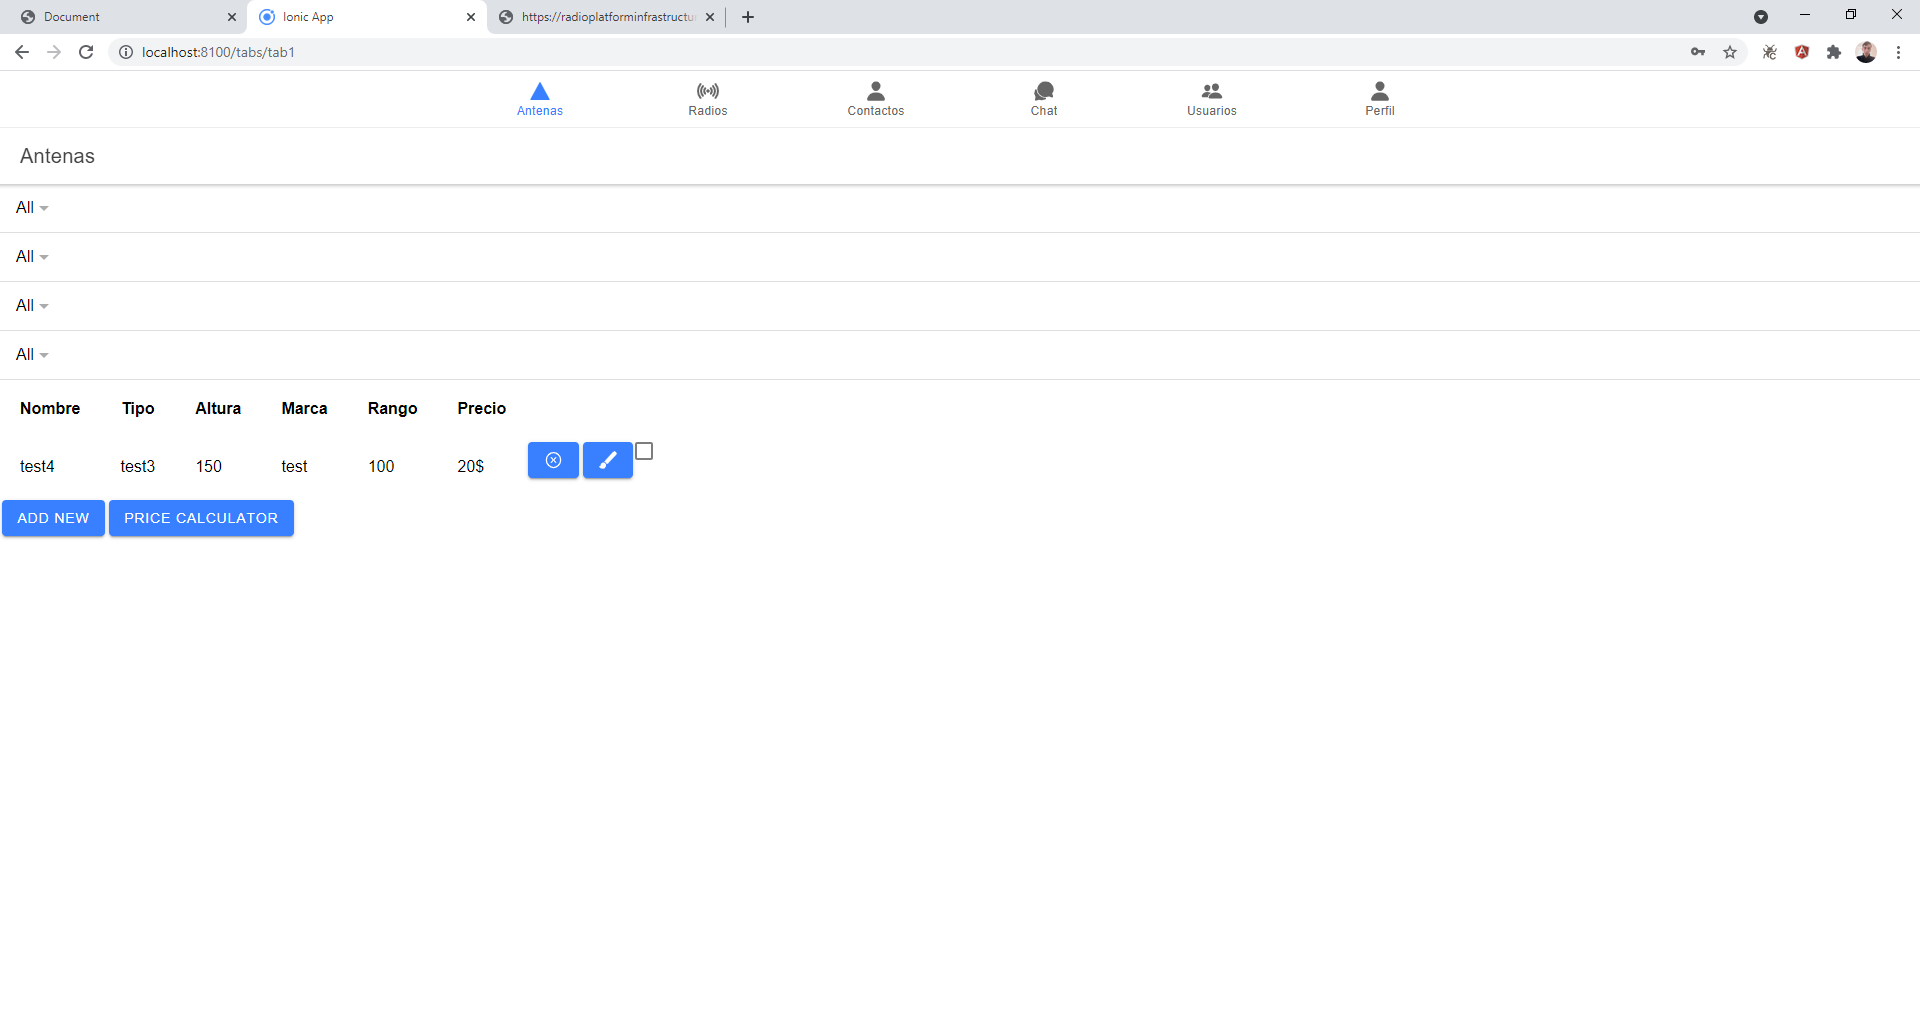 Document
Ionic App
https://radioplatforminfrastructu
localhost:8100/tabs/tab1
Antenas
Radios
Contactos
Chat
Usuarios
Perfil
Antenas
All
All
All
All
Nombre Tipo Altura Marca Rango Precio
test4 test3 150 test 100 20$
ADD NEW PRICE CALCULATOR